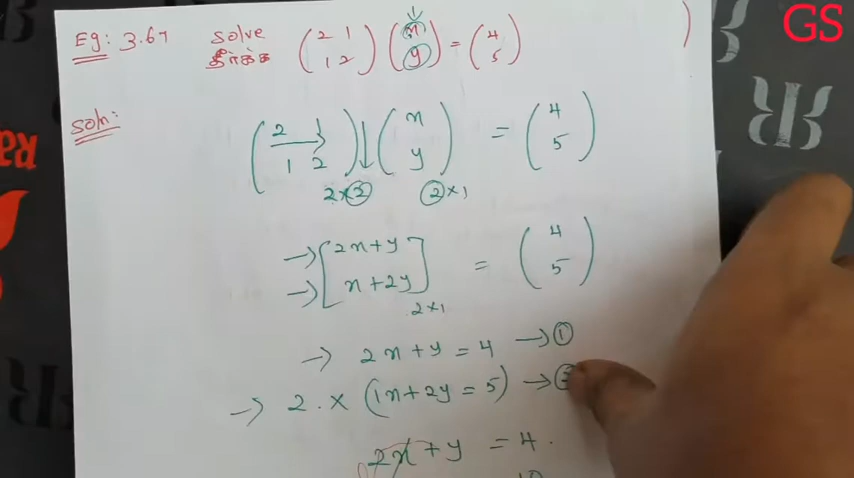 GS
Eg: 3.67 solve ( 2 1 ) ( x ) = ( 4 )
தீர்க்க ( 1 2 ) ( y ) ( 5 )
soln:
( 2 1 ) ( x ) = ( 4 )
( 1 2 ) ( y ) ( 5 )
2×2 2×1
→ [ 2x+y ] = ( 4 )
→ [ x+2y ] ( 5 )
2×1
→ 2x+y = 4 → ①
→ 2 . × (1x+2y = 5) →
2x + y = 4 .